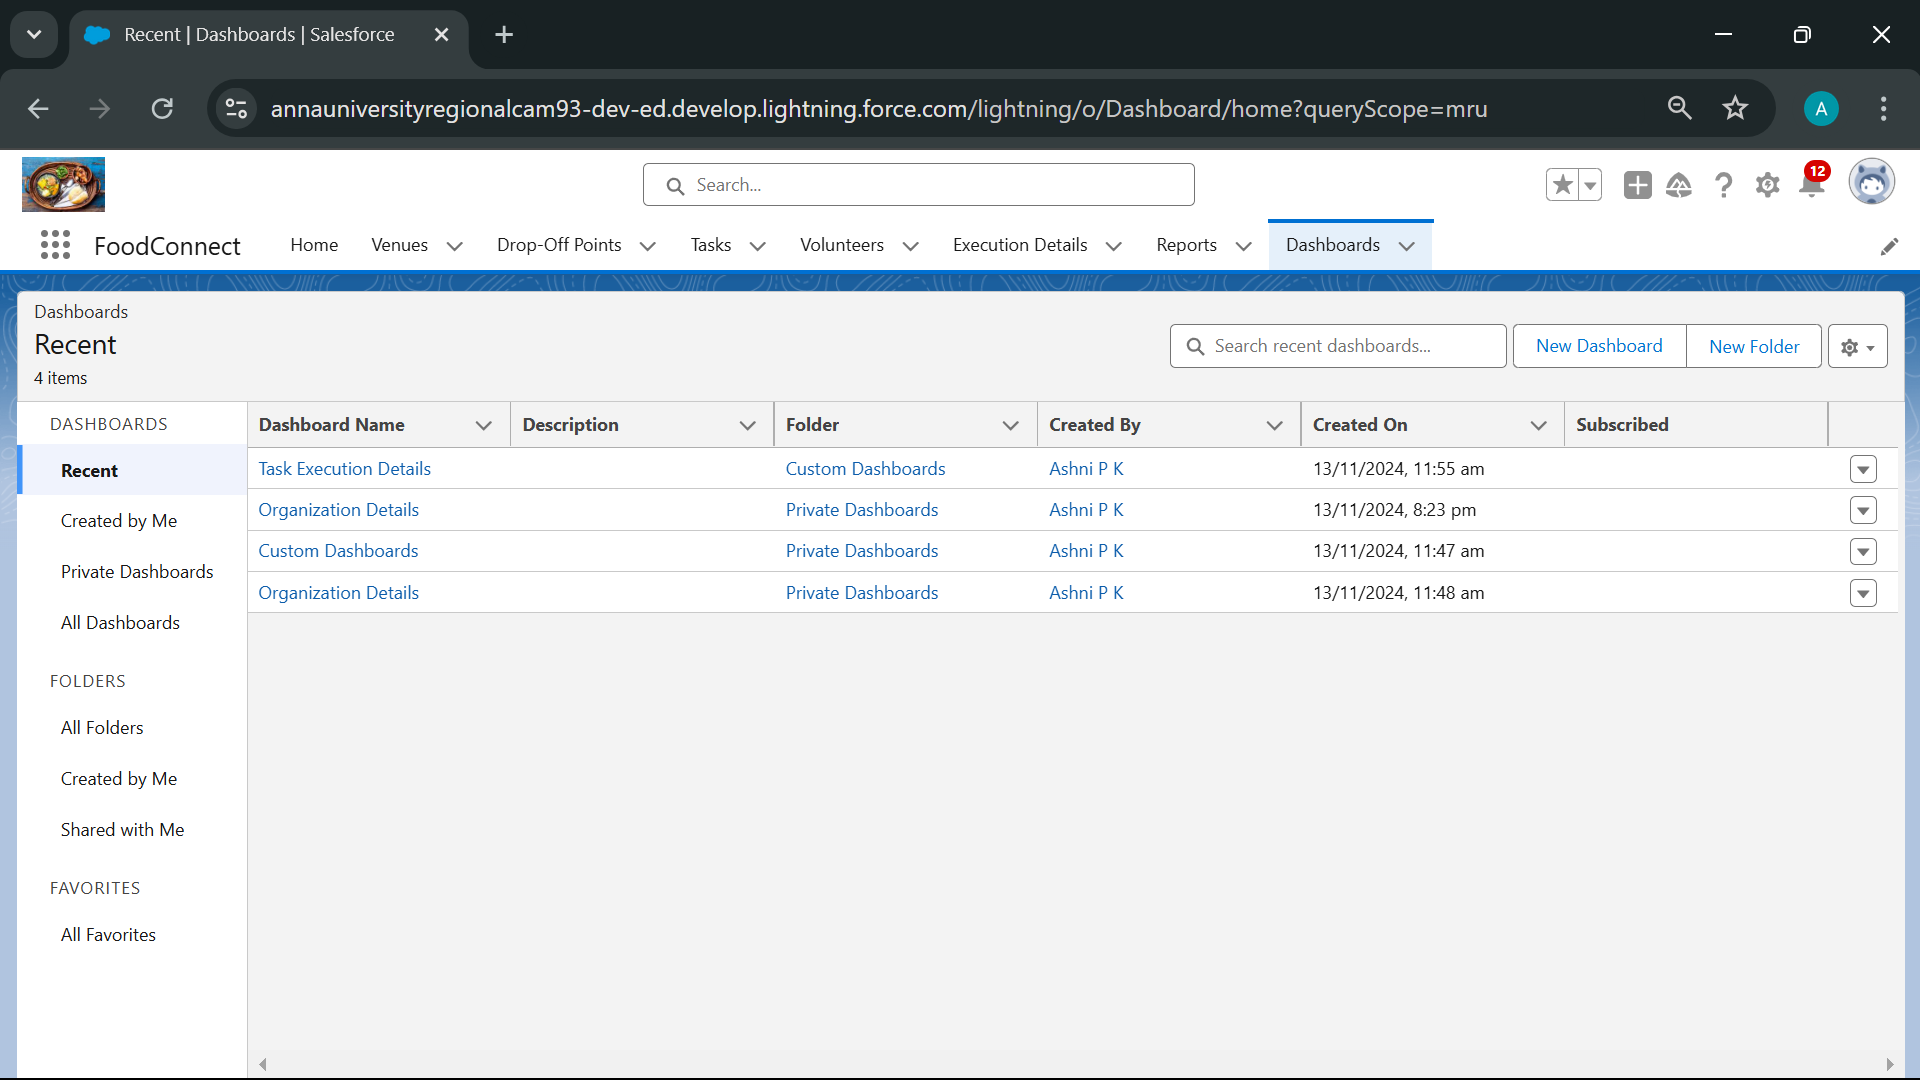 Recent | Dashboards | Salesforce
annauniversityregionalcam93-dev-ed.develop.lightning.force.com/lightning/o/Dashboard/home?queryScope=mru
A
Search...
12
FoodConnect Home Venues Drop-Off Points Tasks Volunteers Execution Details Reports Dashboards
Dashboards
Recent
4 items
Search recent dashboards... New Dashboard New Folder
DASHBOARDS
Recent
Created by Me
Private Dashboards
All Dashboards
FOLDERS
All Folders
Created by Me
Shared with Me
FAVORITES
All Favorites
Dashboard Name Description Folder Created By Created On Subscribed
Task Execution Details Custom Dashboards Ashni P K 13/11/2024, 11:55 am
Organization Details Private Dashboards Ashni P K 13/11/2024, 8:23 pm
Custom Dashboards Private Dashboards Ashni P K 13/11/2024, 11:47 am
Organization Details Private Dashboards Ashni P K 13/11/2024, 11:48 am